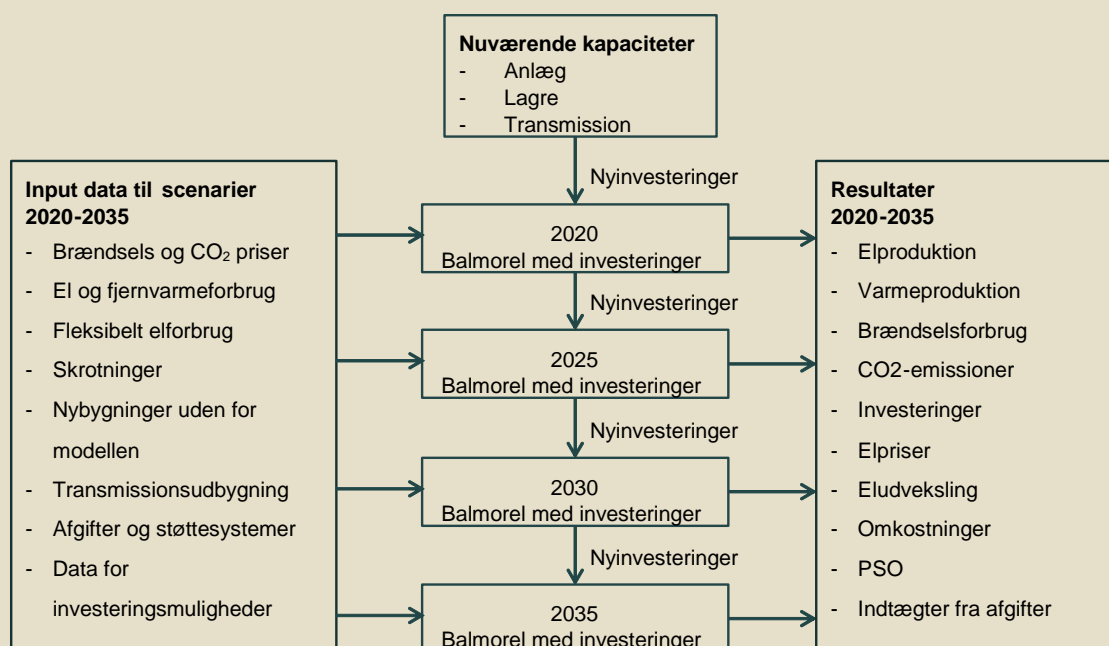 Nuværende kapaciteter
- Anlæg
- Lagre
- Transmission
Nyinvesteringer
Input data til scenarier
2020-2035
- Brændsels og CO₂ priser
- El og fjernvarmeforbrug
- Fleksibelt elforbrug
- Skrotninger
- Nybygninger uden for
modellen
- Transmissionsudbygning
- Afgifter og støttesystemer
- Data for
investeringsmuligheder
2020
Balmorel med investeringer
Nyinvesteringer
2025
Balmorel med investeringer
Nyinvesteringer
2030
Balmorel med investeringer
Nyinvesteringer
2035
Balmorel med investeringer
Resultater
2020-2035
- Elproduktion
- Varmeproduktion
- Brændselsforbrug
- CO2-emissioner
- Investeringer
- Elpriser
- Eludveksling
- Omkostninger
- PSO
- Indtægter fra afgifter